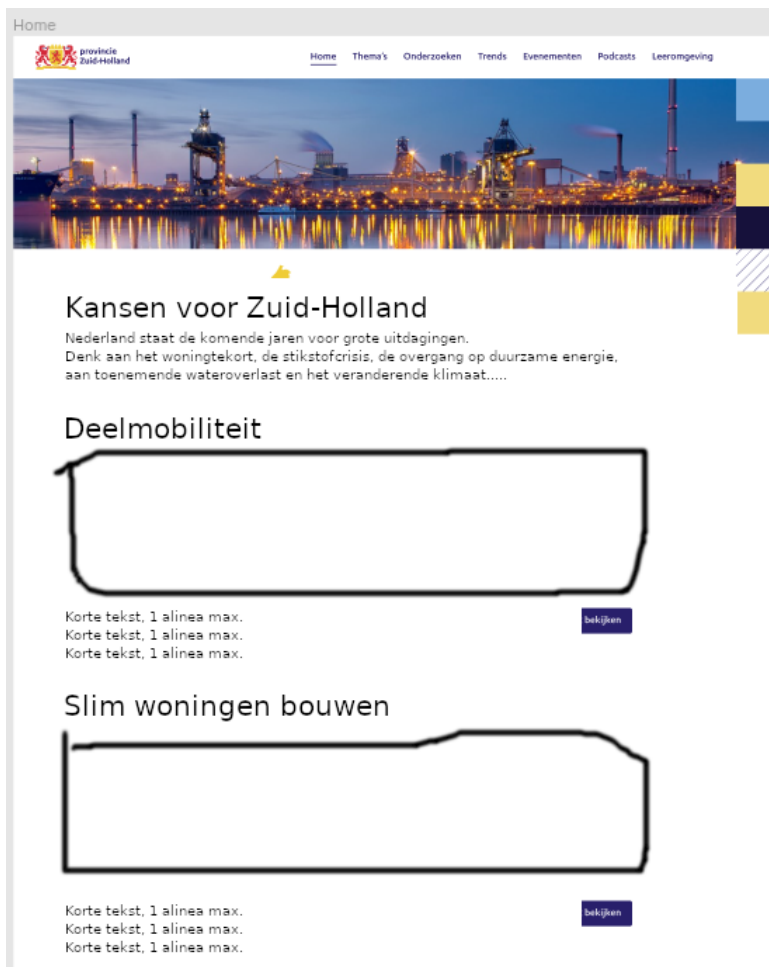 Home
provincie
Zuid-Holland
Home Thema's Onderzoeken Trends Evenementen Podcasts Leeromgeving
Kansen voor Zuid-Holland
Nederland staat de komende jaren voor grote uitdagingen.
Denk aan het woningtekort, de stikstofcrisis, de overgang op duurzame energie,
aan toenemende wateroverlast en het veranderende klimaat.....
Deelmobiliteit
Korte tekst, 1 alinea max.
Korte tekst, 1 alinea max.
Korte tekst, 1 alinea max.
bekijken
Slim woningen bouwen
Korte tekst, 1 alinea max.
Korte tekst, 1 alinea max.
Korte tekst, 1 alinea max.
bekijken